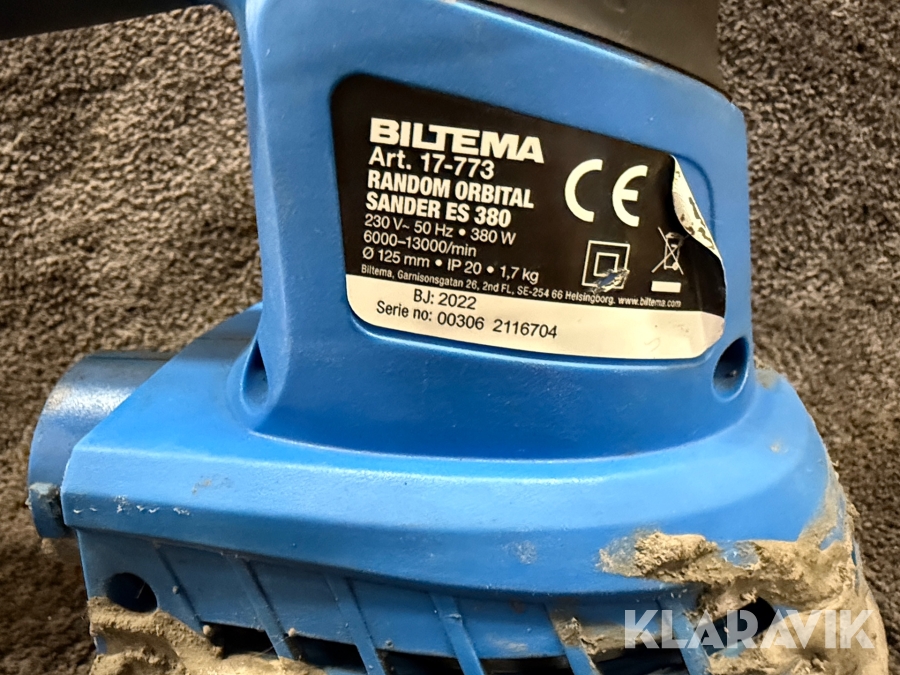 BILTEMA
Art. 17-773
RANDOM ORBITAL
SANDER ES 380
230 V~ 50 Hz • 380 W
6000–13000/min
Ø 125 mm • IP 20 • 1,7 kg
Biltema, Garnisonsgatan 26, 2nd FL, SE-254 66 Helsingborg. www.biltema.com
BJ: 2022
Serie no: 00306 2116704
CE
KLARAVIK